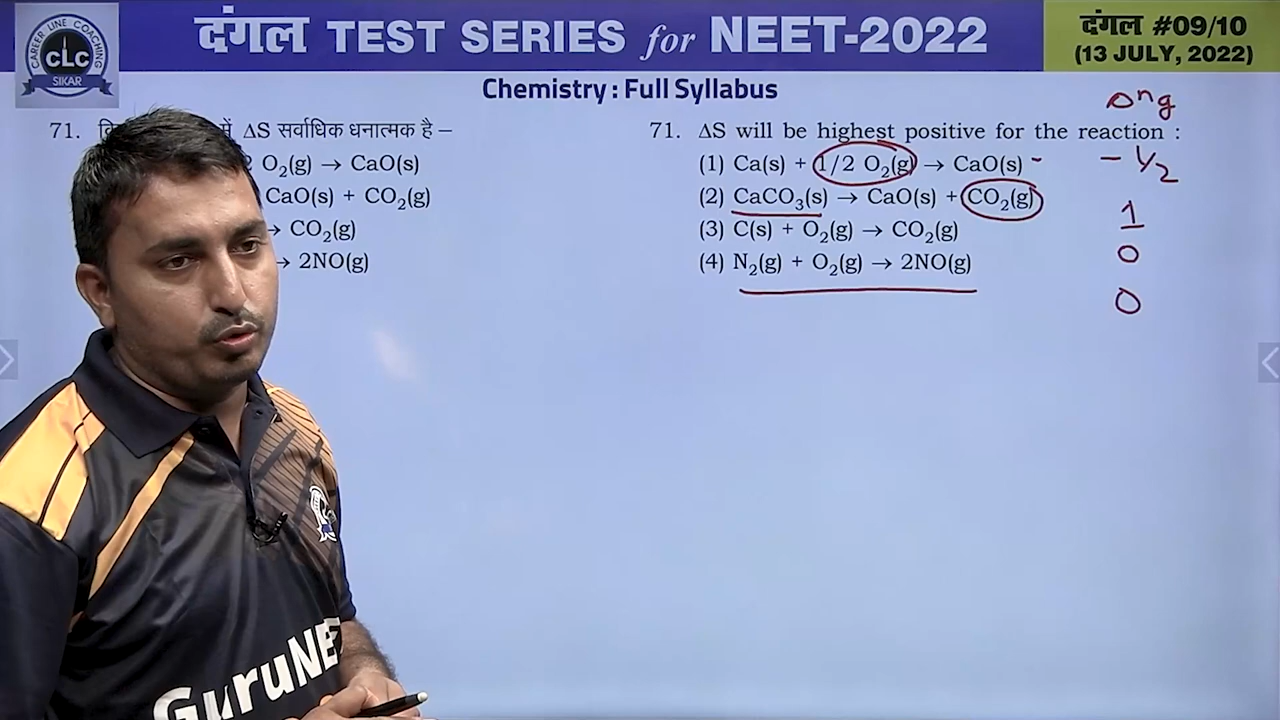 CAREER LINE COACHING
CLC
SIKAR
दंगल TEST SERIES for NEET-2022
दंगल #09/10
(13 JULY, 2022)
Chemistry : Full Syllabus
71. में ΔS सर्वाधिक धनात्मक है –
O₂(g) → CaO(s)
CaO(s) + CO₂(g)
→ CO₂(g)
→ 2NO(g)
71. ΔS will be highest positive for the reaction :
(1) Ca(s) + 1/2 O₂(g) → CaO(s)
(2) CaCO₃(s) → CaO(s) + CO₂(g)
(3) C(s) + O₂(g) → CO₂(g)
(4) N₂(g) + O₂(g) → 2NO(g)
Δng
- 1/2
1
0
0
GuruNEE